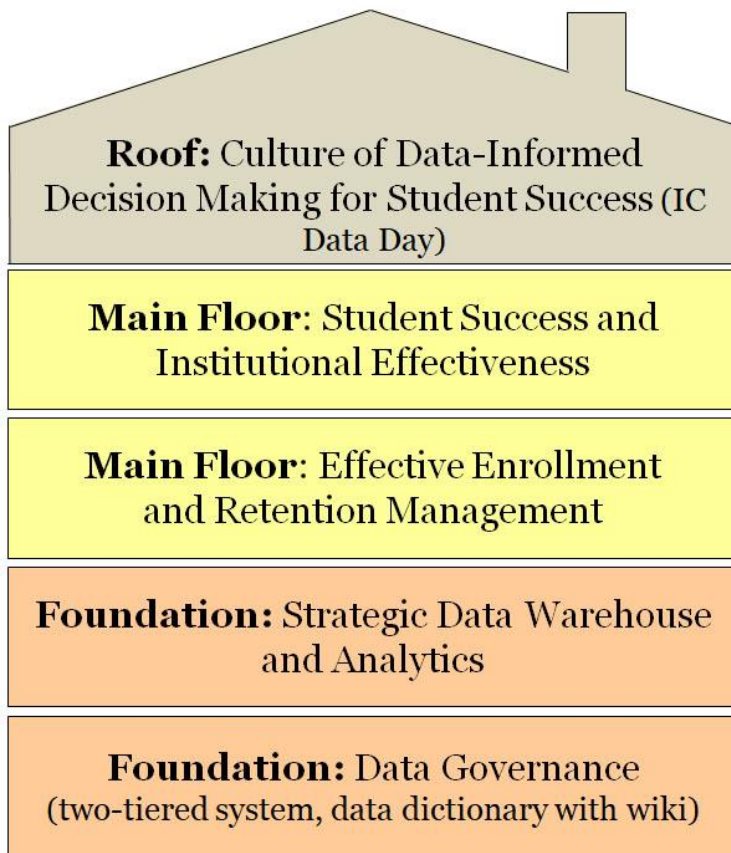 Roof: Culture of Data-Informed
Decision Making for Student Success (IC
Data Day)
Main Floor: Student Success and
Institutional Effectiveness
Main Floor: Effective Enrollment
and Retention Management
Foundation: Strategic Data Warehouse
and Analytics
Foundation: Data Governance
(two-tiered system, data dictionary with wiki)